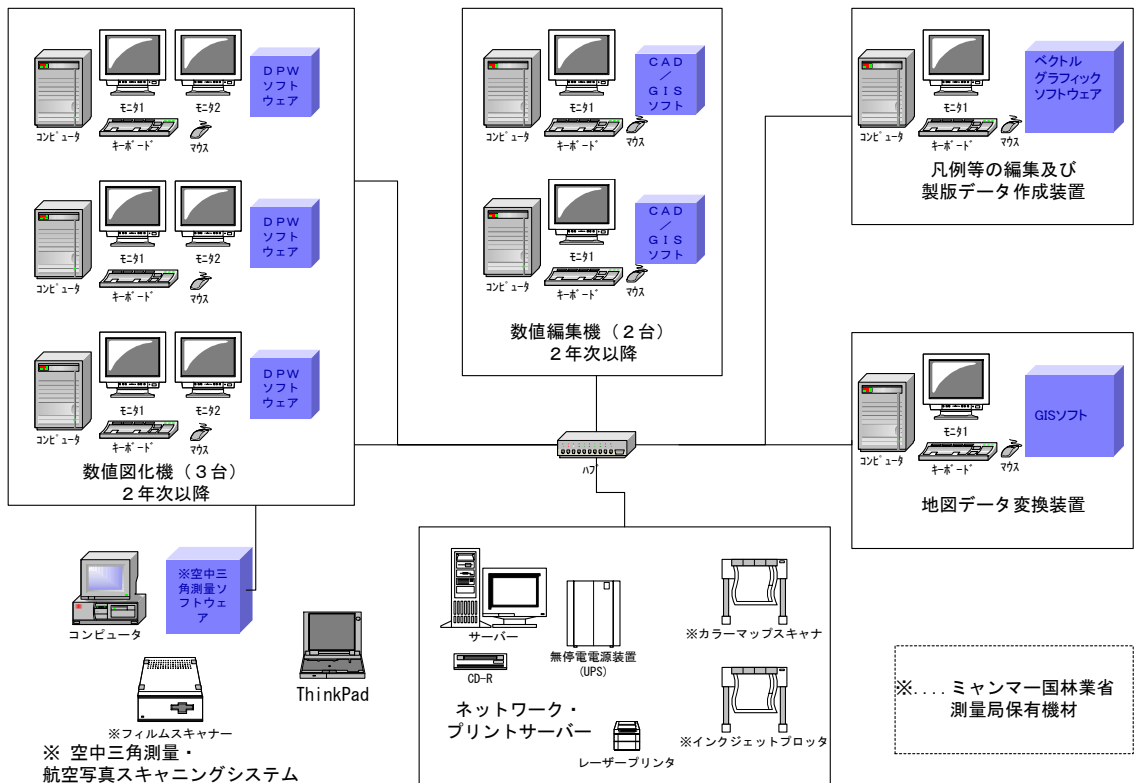 モニタ1
モニタ2
DPW
ソフト
ウェア
コンピュータ
キーボード
マウス
モニタ1
モニタ2
DPW
ソフト
ウェア
コンピュータ
キーボード
マウス
モニタ1
モニタ2
DPW
ソフト
ウェア
コンピュータ
キーボード
マウス
数値図化機（３台）
２年次以降
モニタ1
CAD
／
GIS
ソフト
コンピュータ
キーボード
マウス
モニタ1
CAD
／
GIS
ソフト
コンピュータ
キーボード
マウス
数値編集機（２台）
２年次以降
モニタ1
ベクトル
グラフィック
ソフトウェア
コンピュータ
キーボード
マウス
凡例等の編集及び
製版データ作成装置
モニタ1
GISソフト
コンピュータ
キーボード
マウス
地図データ変換装置
ハブ
コンピュータ
※空中三
角測量ソ
フトウェ
ア
ThinkPad
※フィルムスキャナー
※ 空中三角測量・
航空写真スキャニングシステム
サーバー
CD-R
無停電電源装置
(UPS)
※カラーマップスキャナ
ネットワーク・
プリントサーバー
レーザープリンタ
※インクジェットプロッタ
※....ミャンマー国林業省
測量局保有機材